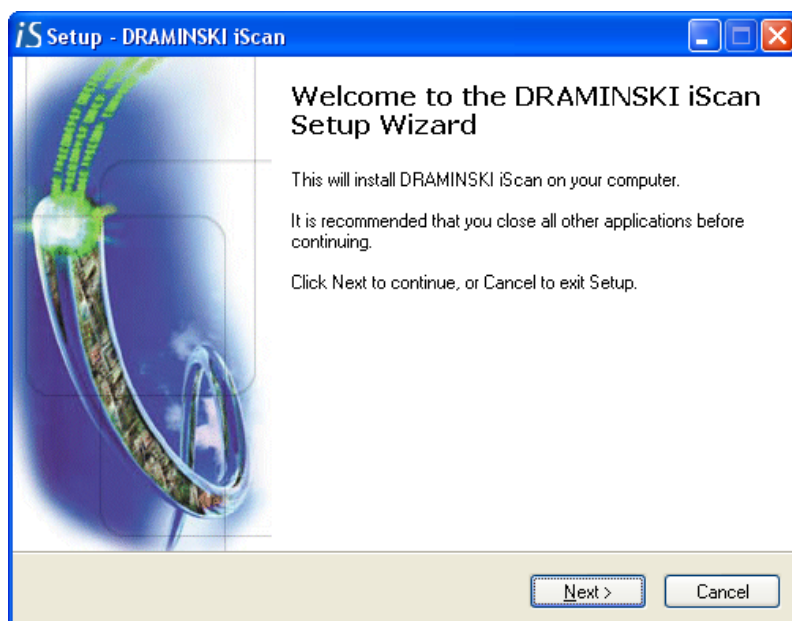 iS Setup - DRAMINSKI iScan
Welcome to the DRAMINSKI iScan
Setup Wizard
This will install DRAMINSKI iScan on your computer.
It is recommended that you close all other applications before
continuing.
Click Next to continue, or Cancel to exit Setup.
Next >
Cancel